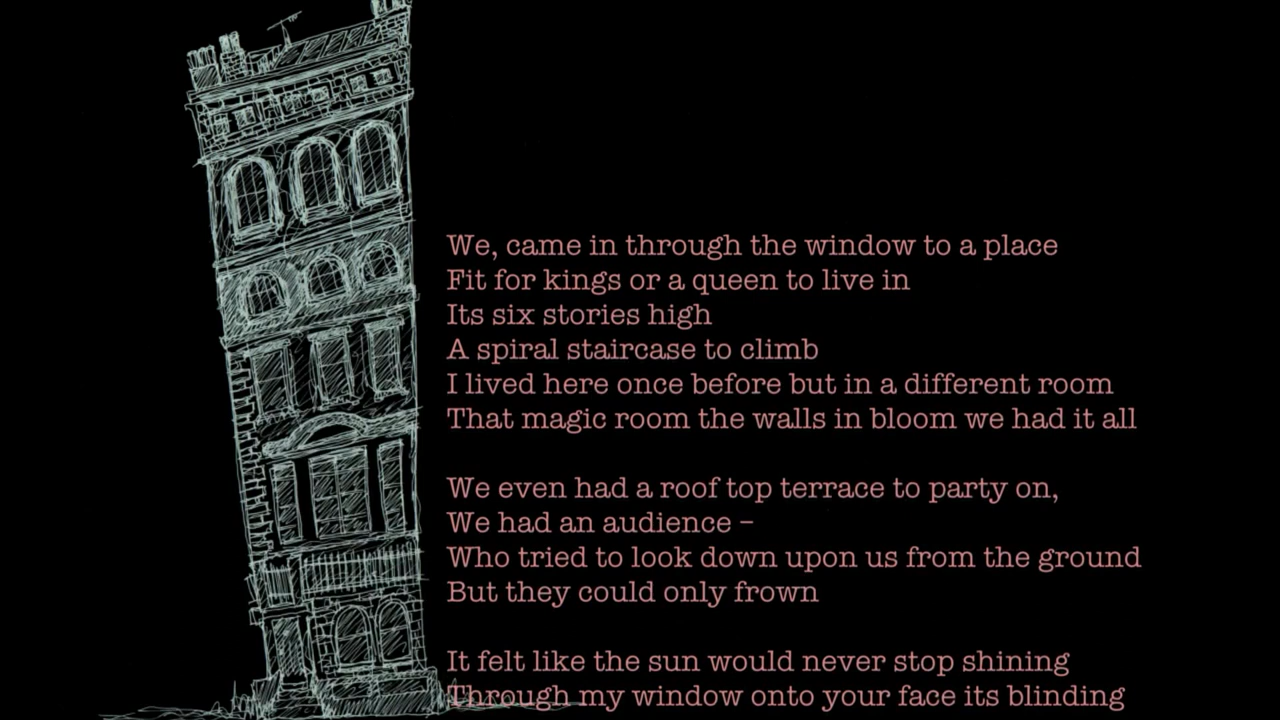 We, came in through the window to a place
Fit for kings or a queen to live in
Its six stories high
A spiral staircase to climb
I lived here once before but in a different room
That magic room the walls in bloom we had it all
We even had a roof top terrace to party on,
We had an audience –
Who tried to look down upon us from the ground
But they could only frown
It felt like the sun would never stop shining
Through my window onto your face its blinding